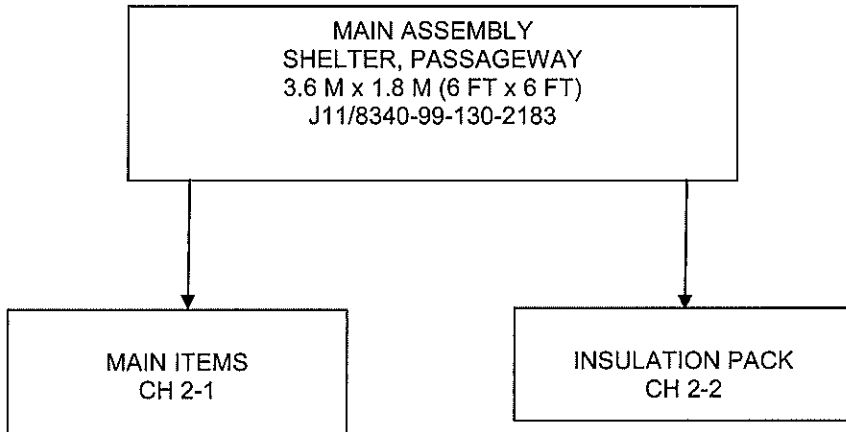 MAIN ASSEMBLY
SHELTER, PASSAGEWAY
3.6 M x 1.8 M (6 FT x 6 FT)
J11/8340-99-130-2183
MAIN ITEMS
CH 2-1
INSULATION PACK
CH 2-2